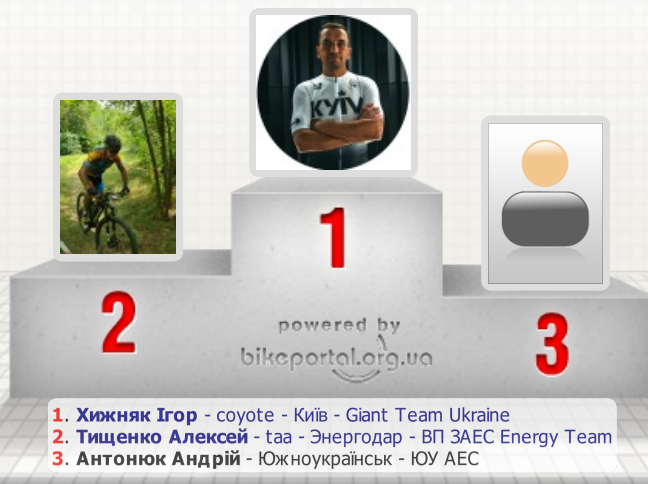 KYIV
1
2
3
powered by
bikeportal.org.ua
1. Хижняк Ігор - coyote - Київ - Giant Team Ukraine
2. Тищенко Алексей - taa - Энергодар - ВП ЗАЕС Energy Team
3. Антонюк Андрій - Южноукраїнськ - ЮУ АЕС